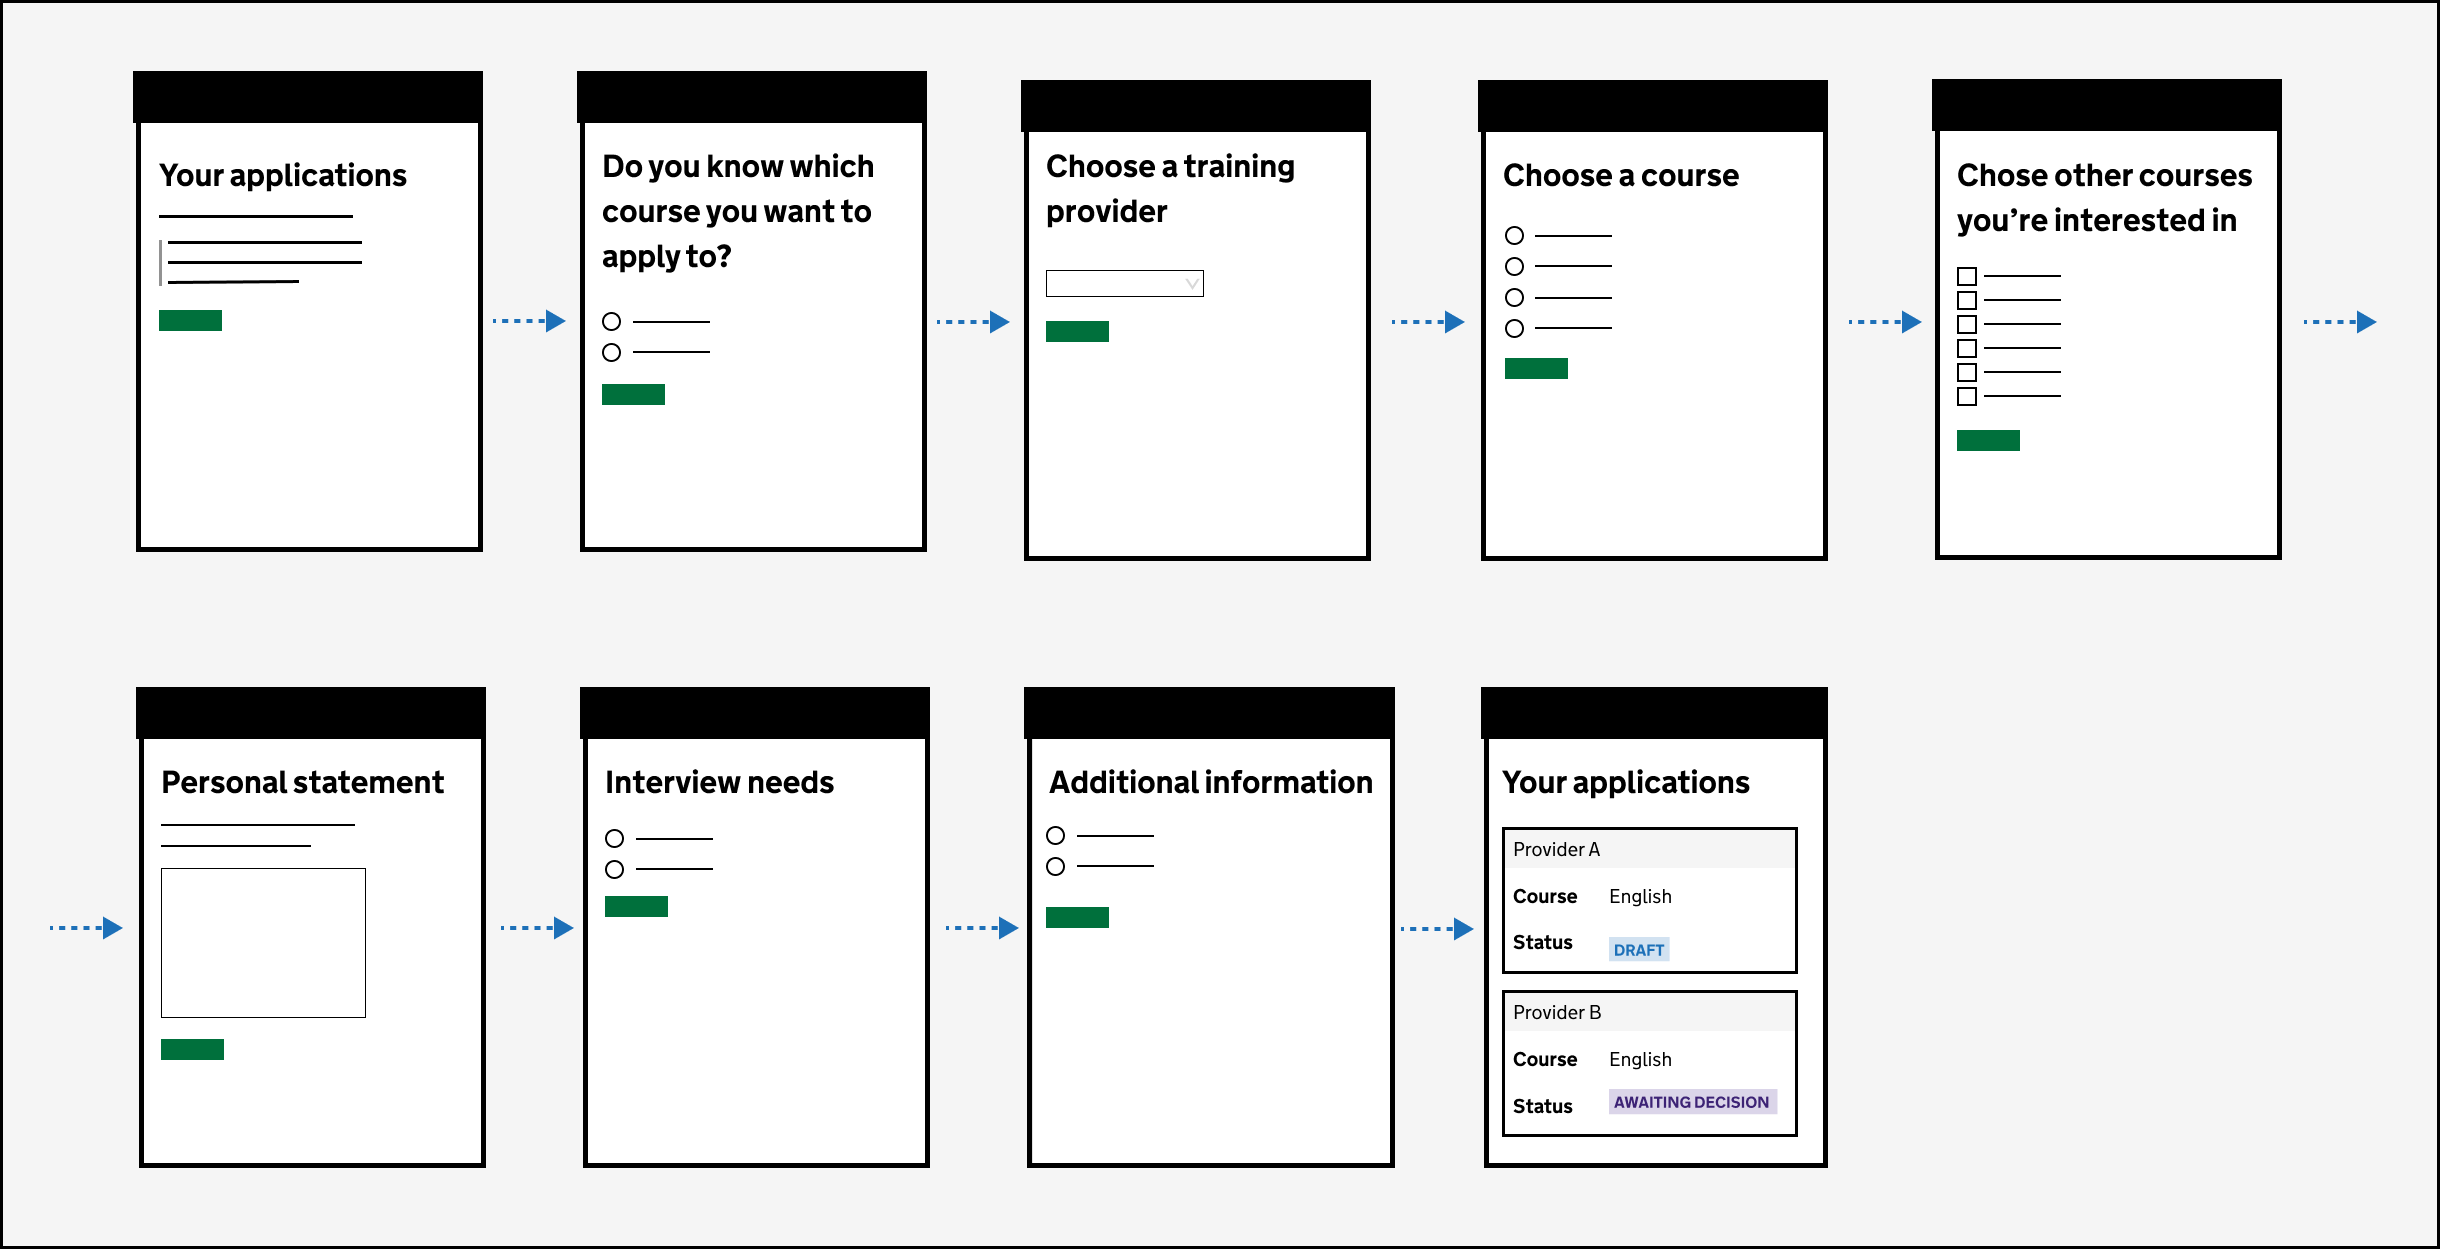 Your applications
Do you know which
course you want to
apply to?
Choose a training
provider
Choose a course
Chose other courses
you’re interested in
Personal statement
Interview needs
Additional information
Your applications
Provider A
Course English
Status DRAFT
Provider B
Course English
Status AWAITING DECISION